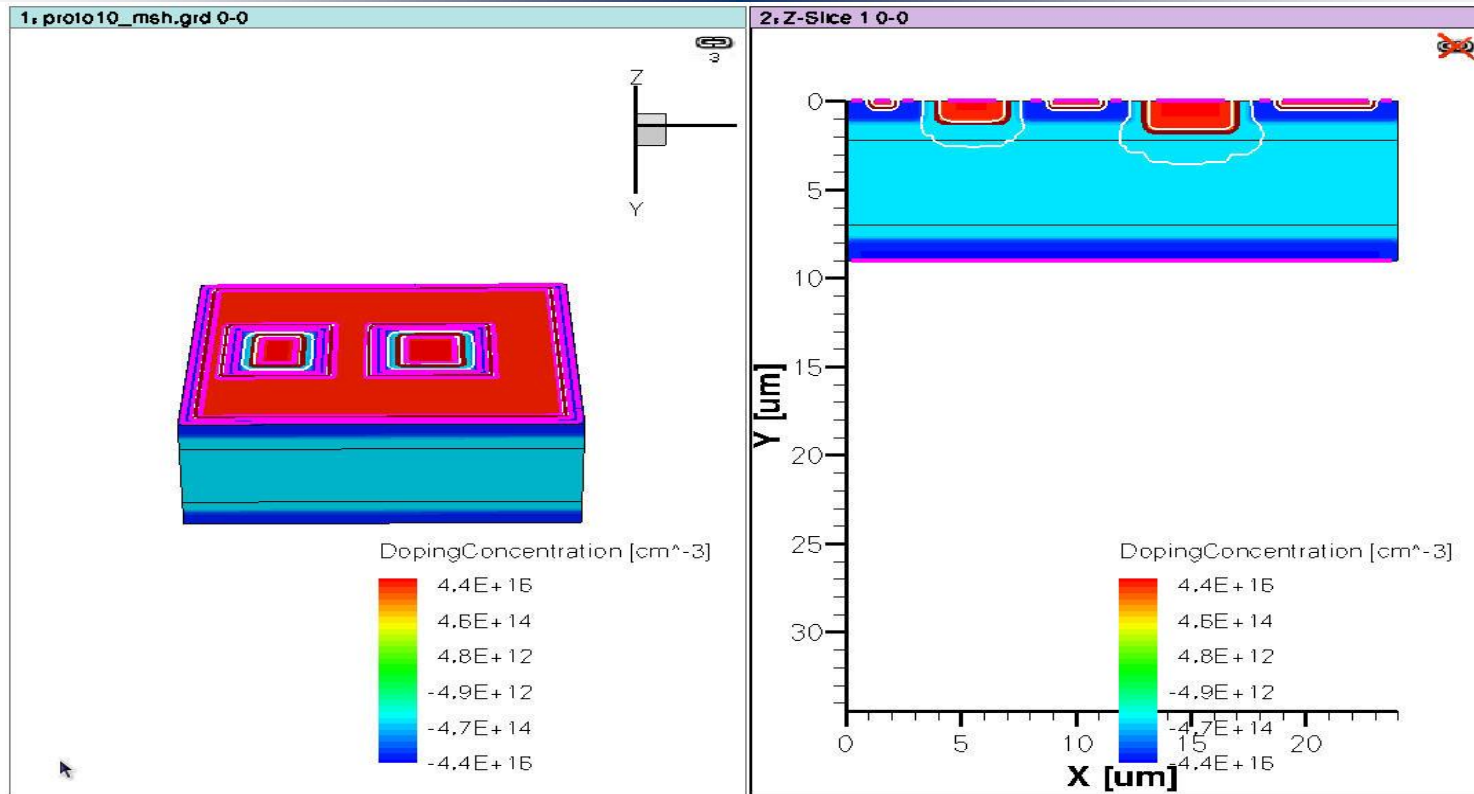 1: proto10_msh.grd 0-0
3
Z
Y
DopingConcentration [cm^-3]
4.4E+16
4.6E+14
4.8E+12
-4.9E+12
-4.7E+14
-4.4E+16
2: Z-Slice 1 0-0
0
5
10
15
20
25
30
Y [um]
DopingConcentration [cm^-3]
4.4E+16
4.6E+14
4.8E+12
-4.9E+12
-4.7E+14
-4.4E+16
0 5 10 15 20
X [um]